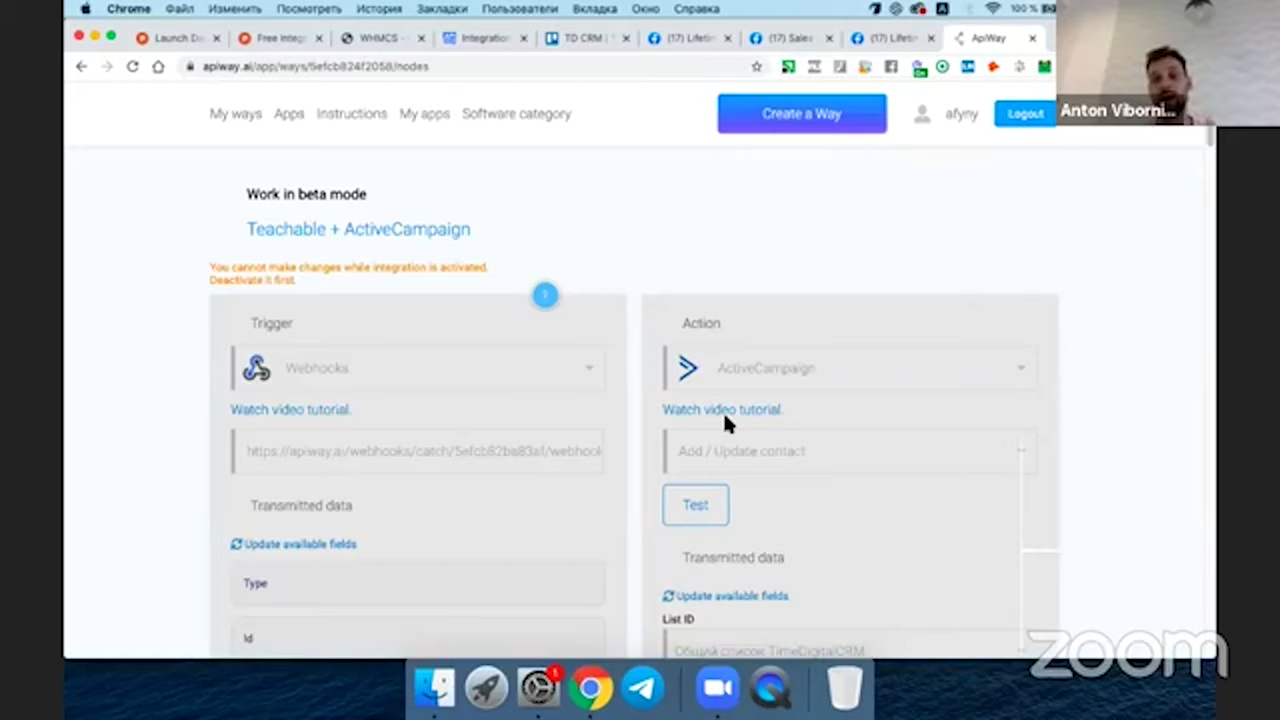 Chrome Файл Изменить Посмотреть История Закладки Пользователи Вкладка Окно Справка 100 %
Launch Da Free Integ WHMCS - Integration TD CRM | (17) Lifetim (17) Sales (17) Lifetim ApiWay
apiway.ai/app/ways/5efcb824f2058/nodes
My ways Apps Instructions My apps Software category Create a Way afyny Logout
Anton Viborni...
Work in beta mode
Teachable + ActiveCampaign
You cannot make changes while integration is activated.
Deactivate it first.
Trigger
Webhooks
Watch video tutorial.
https://apiway.ai/webhooks/catch/5efcb82ba83af/webhook
Transmitted data
Update available fields
Type
Id
Action
ActiveCampaign
Watch video tutorial.
Add / Update contact
Test
Transmitted data
Update available fields
List ID
Общий список TimeDigitalCRM
zoom